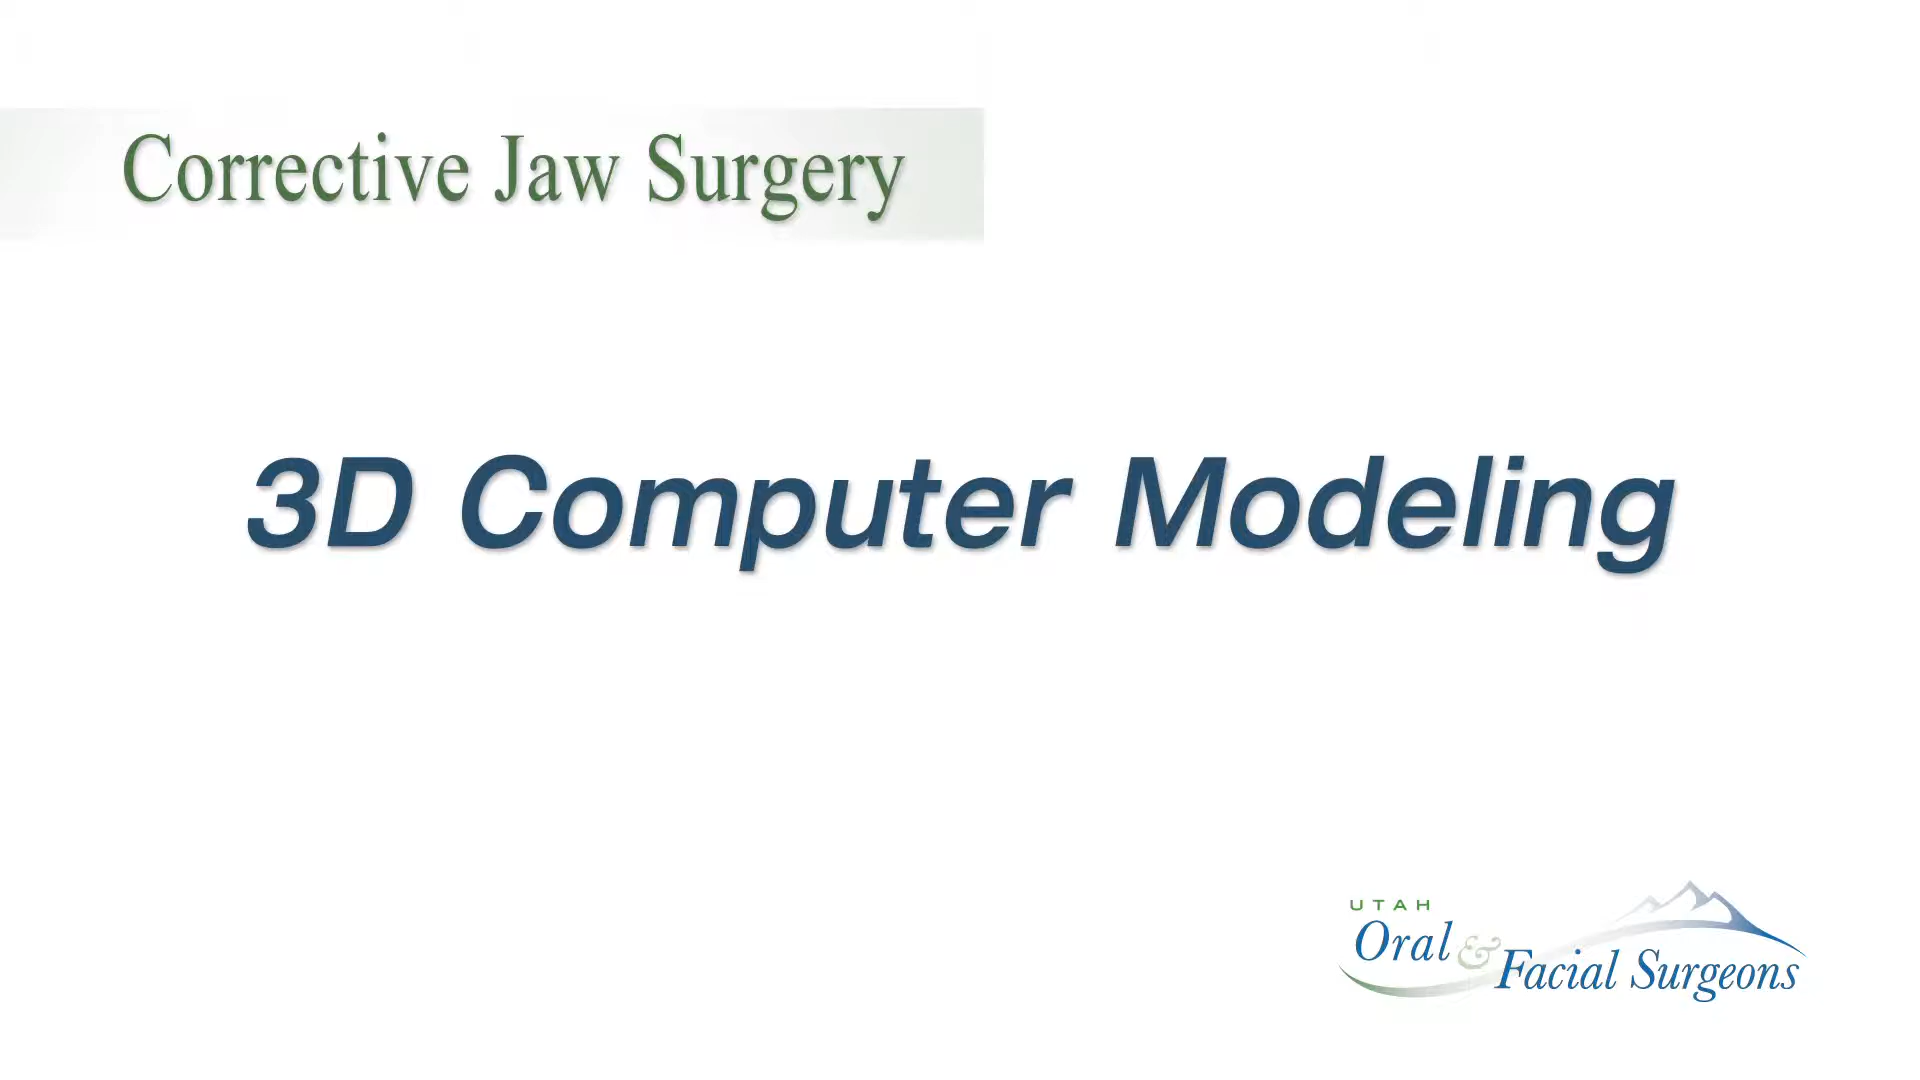 Corrective Jaw Surgery
3D Computer Modeling
UTAH
Oral & Facial Surgeons